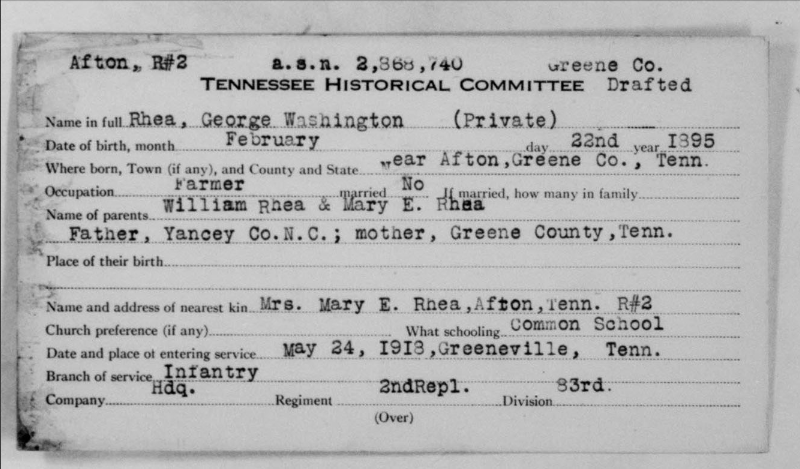 Afton, R#2 a.s.n. 2,868,740 Greene Co.
TENNESSEE HISTORICAL COMMITTEE Drafted
Name in full Rhea, George Washington (Private)
Date of birth, month February day 22nd year 1895
Where born, Town (if any), and County and State Near Afton,Greene Co., Tenn.
Occupation Farmer married No If married, how many in family
Name of parents William Rhea & Mary E. Rhea
Father, Yancey Co.N.C.; mother, Greene County,Tenn.
Place of their birth
Name and address of nearest kin Mrs. Mary E. Rhea,Afton,Tenn. R#2
Church preference (if any) What schooling Common School
Date and place of entering service May 24, 1918,Greeneville, Tenn.
Branch of service Infantry
Company Hdq. Regiment 2ndRepl. Division 83rd.
(Over)